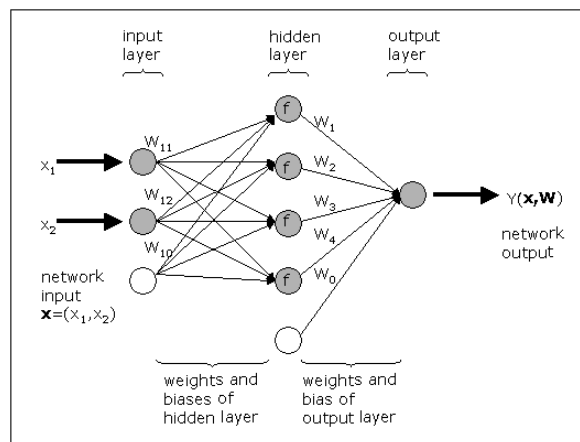 input
layer
hidden
layer
output
layer
f
W1
W11
x1
f
W2
W12
W3
Y(x,W)
x2
f
W4
W10
network
output
network
input
x=(x1,x2)
f
W0
weights and
biases of
hidden layer
weights and
bias of
output layer